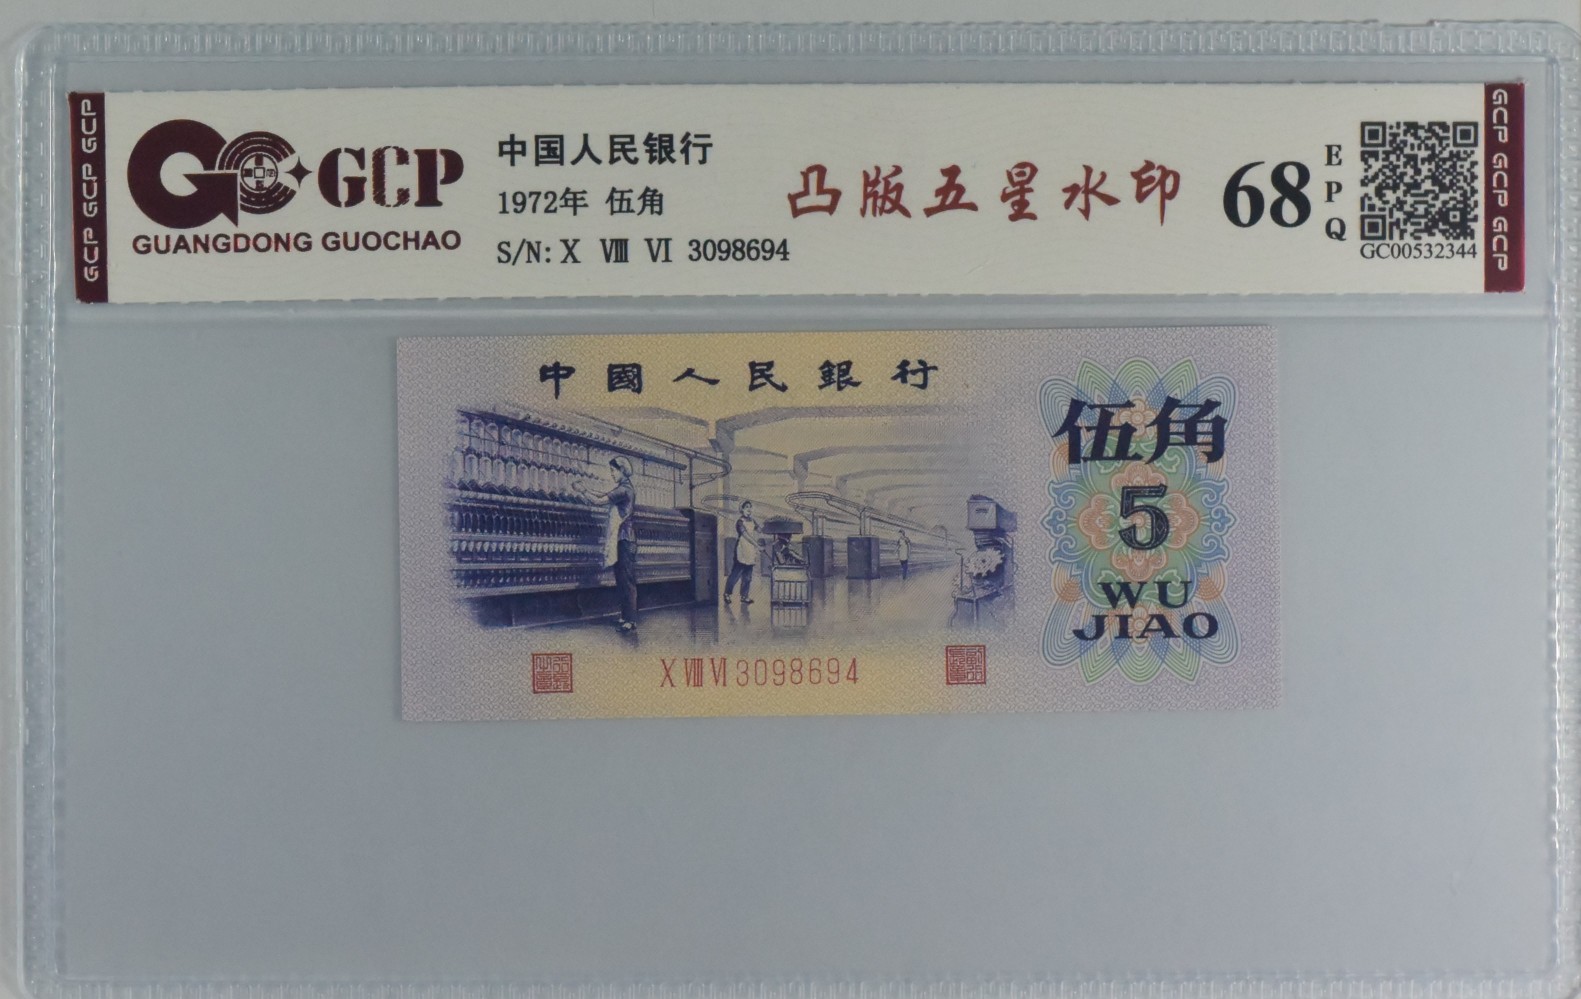 GCP GCP GCP
GCP
GUANGDONG GUOCHAO
中国人民银行
1972年 伍角
S/N: X Ⅷ Ⅵ 3098694
凸版五星水印
68
EPQ
GC00532344
GCP GCP GCP
中國人民銀行
伍角
5
WU
JIAO
X Ⅷ Ⅵ 3098694